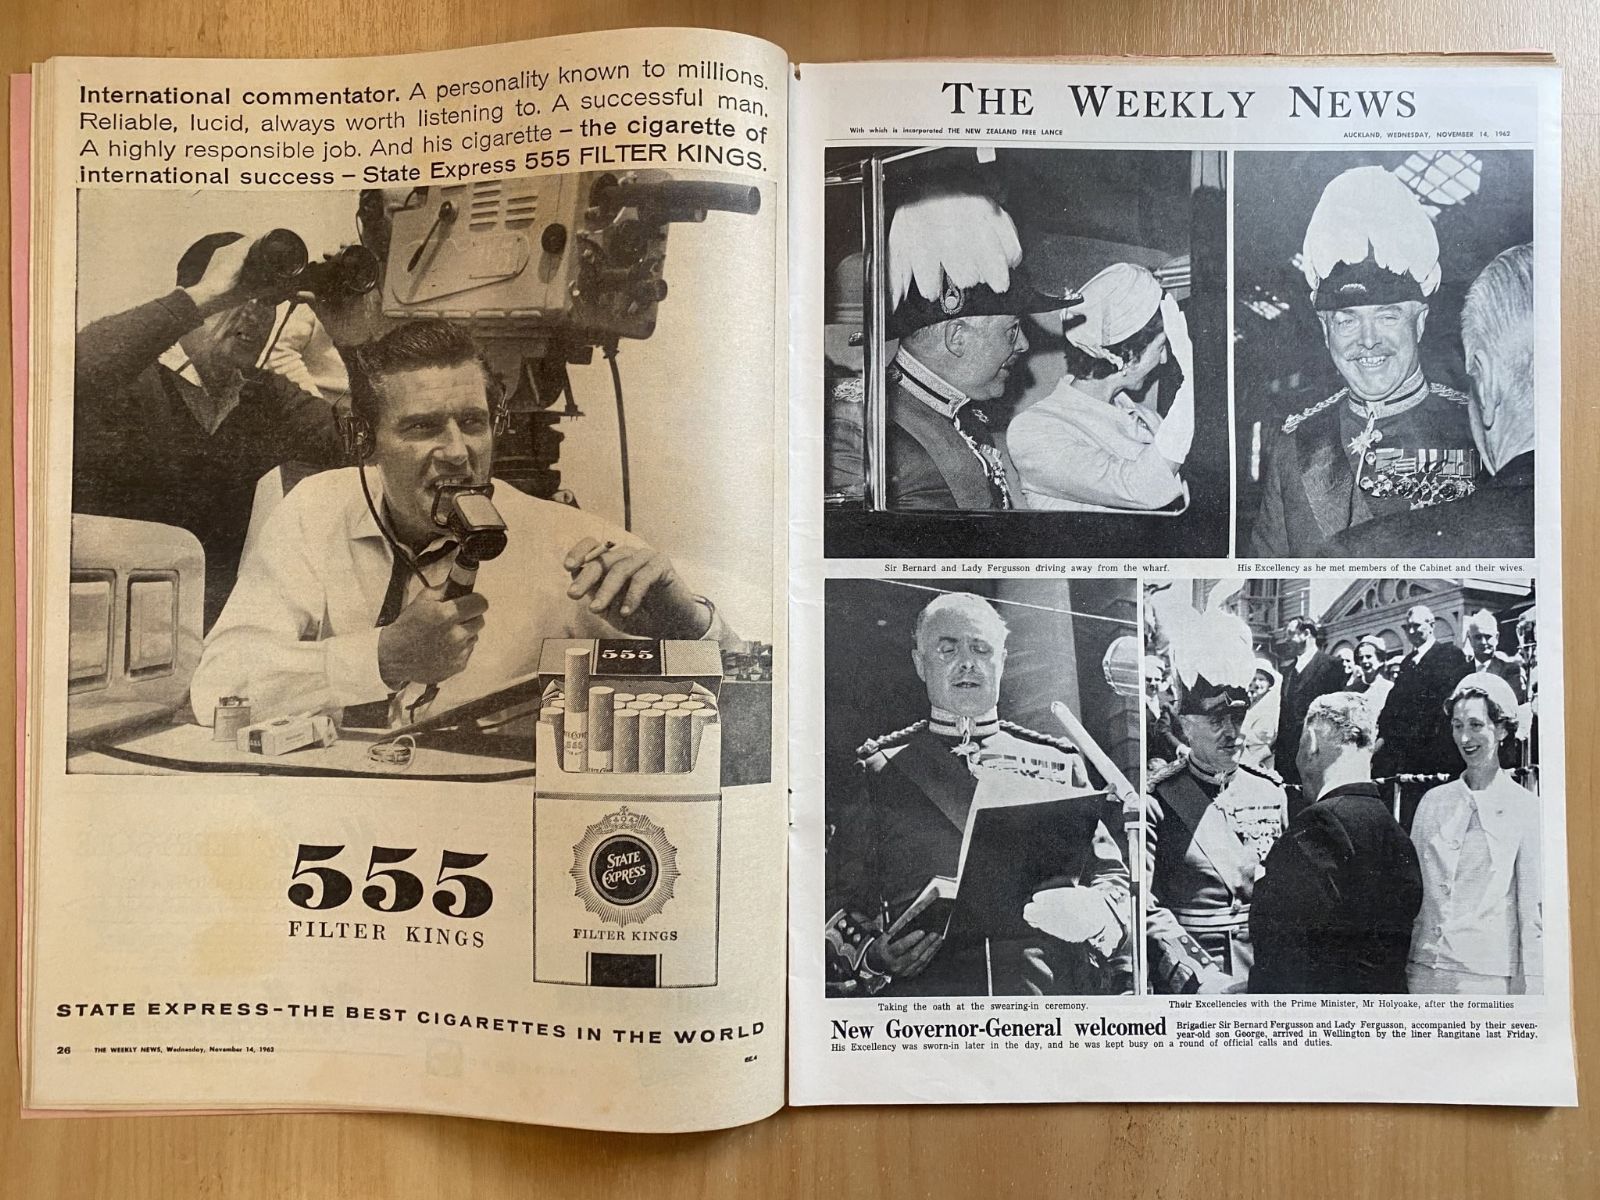 International commentator. A personality known to millions.
Reliable, lucid, always worth listening to. A successful man.
A highly responsible job. And his cigarette – the cigarette of
international success – State Express 555 FILTER KINGS.
555
555
STATE
EXPRESS
FILTER KINGS
555
FILTER KINGS
STATE EXPRESS–THE BEST CIGARETTES IN THE WORLD
26 THE WEEKLY NEWS, Wednesday, November 14, 1962
THE WEEKLY NEWS
With which is incorporated THE NEW ZEALAND FREE LANCE
AUCKLAND, WEDNESDAY, NOVEMBER 14, 1962
Sir Bernard and Lady Fergusson driving away from the wharf.
His Excellency as he met members of the Cabinet and their wives.
Taking the oath at the swearing-in ceremony.
Their Excellencies with the Prime Minister, Mr Holyoake, after the formalities
New Governor-General welcomed Brigadier Sir Bernard Fergusson and Lady Fergusson, accompanied by their seven-
year-old son George, arrived in Wellington by the liner Rangitane last Friday.
His Excellency was sworn-in later in the day, and he was kept busy on a round of official calls and duties.